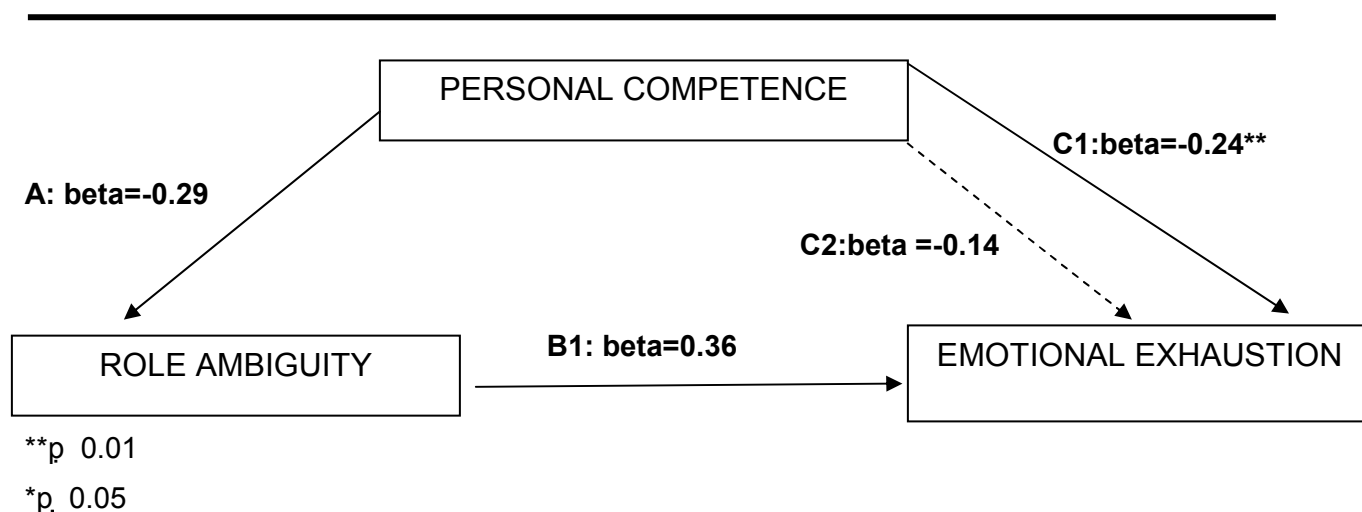 PERSONAL COMPETENCE
C1:beta=-0.24**
A: beta=-0.29
C2:beta =-0.14
B1: beta=0.36
ROLE AMBIGUITY
EMOTIONAL EXHAUSTION
**p 0.01
*p 0.05